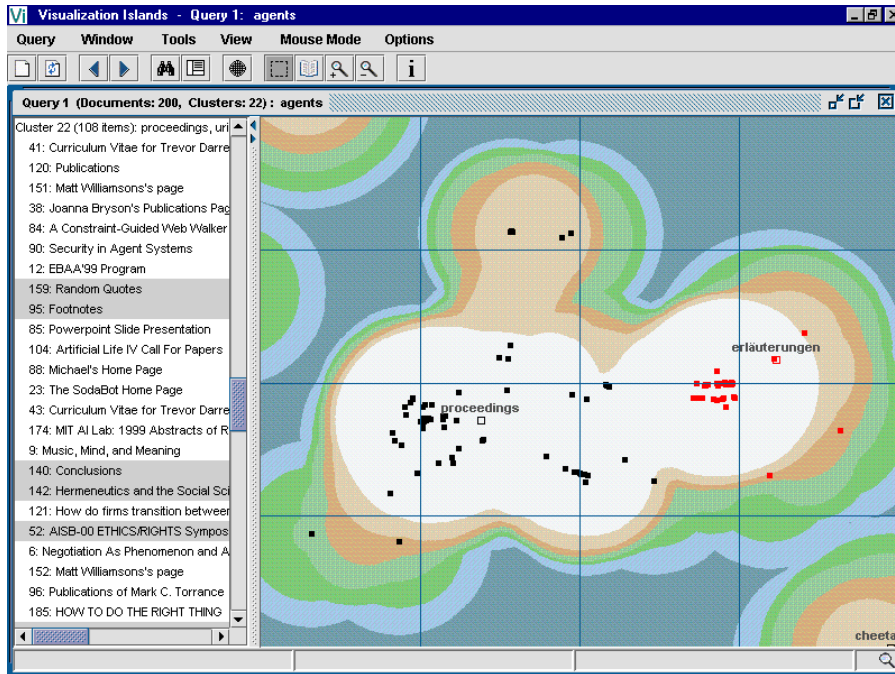 Visualization Islands - Query 1: agents
Query Window Tools View Mouse Mode Options
Query 1 (Documents: 200, Clusters: 22) : agents
Cluster 22 (108 items): proceedings, uri
41: Curriculum Vitae for Trevor Darre
120: Publications
151: Matt Williamsons's page
38: Joanna Bryson's Publications Pag
84: A Constraint-Guided Web Walker
90: Security in Agent Systems
12: EBAA'99 Program
159: Random Quotes
95: Footnotes
85: Powerpoint Slide Presentation
104: Artificial Life IV Call For Papers
88: Michael's Home Page
23: The SodaBot Home Page
43: Curriculum Vitae for Trevor Darre
174: MIT AI Lab: 1999 Abstracts of R
9: Music, Mind, and Meaning
140: Conclusions
142: Hermeneutics and the Social Sci
121: How do firms transition between
52: AISB-00 ETHICS/RIGHTS Sympos
6: Negotiation As Phenomenon and A
152: Matt Williamsons's page
96: Publications of Mark C. Torrance
185: HOW TO DO THE RIGHT THING
erläuterungen
proceedings
cheeta